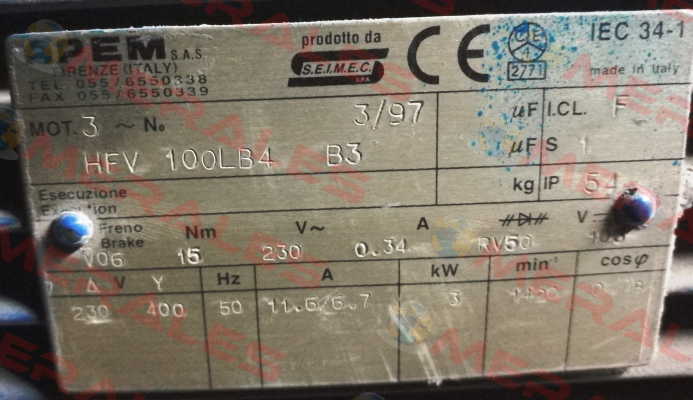 PEM S.A.S
FIRENZE (ITALY)
TEL. 055/6550338
FAX 055/6550339
prodotto da
S.E.I.M.E.C.
SPA
CE
2771
IEC 34-1
made in Italy
MOT. 3 ~ No 3/97
µF I.CL. F
HFV 100LB4 B3
µF S 1
kg IP 54
Esecuzione
Freno
Brake
Nm V~ A V
V06 15 230 0.34 RV50
Δ V Y Hz A kW min⁻¹ cosφ
230 400 50 11.6/6.7 3 1420
MERALES